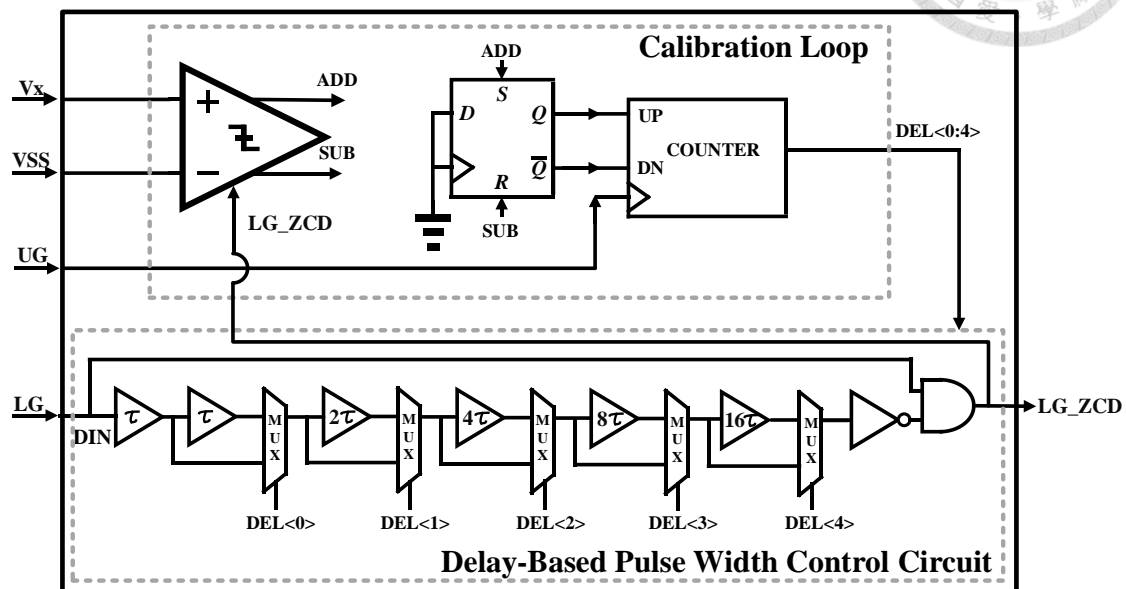 Calibration Loop
Vx
VSS
UG
LG
+
−
ADD
SUB
LG_ZCD
ADD
S
D
Q
Q̅
R
SUB
UP
DN
COUNTER
DEL<0:4>
DIN
τ
τ
MUX
2τ
MUX
4τ
MUX
8τ
MUX
16τ
MUX
LG_ZCD
DEL<0>
DEL<1>
DEL<2>
DEL<3>
DEL<4>
Delay-Based Pulse Width Control Circuit
愛
學